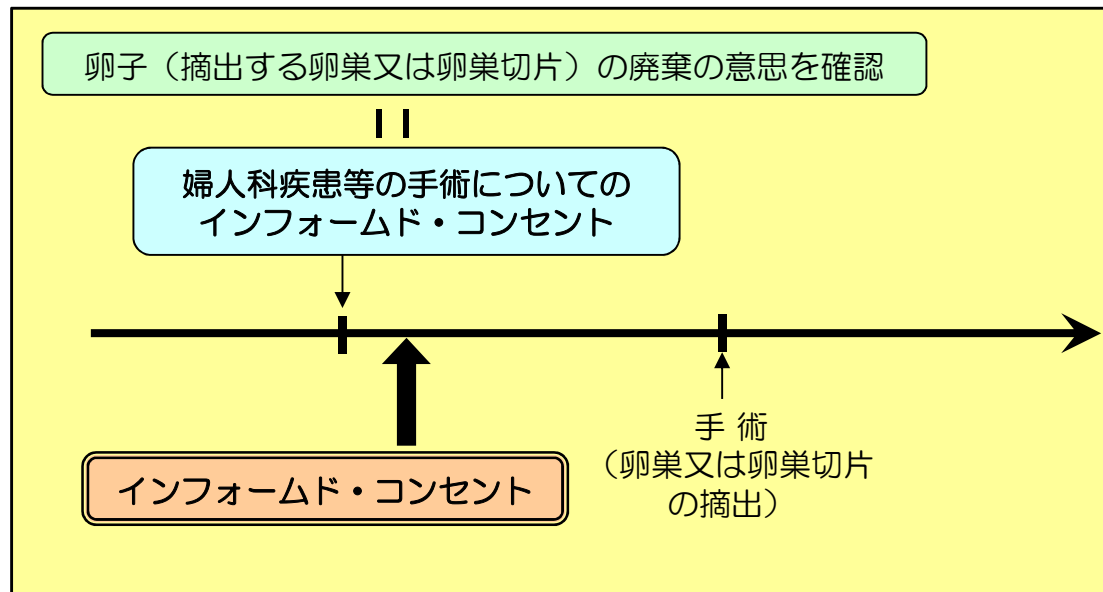 卵子（摘出する卵巣又は卵巣切片）の廃棄の意思を確認
婦人科疾患等の手術についての
インフォームド・コンセント
インフォームド・コンセント
手 術
（卵巣又は卵巣切片
の摘出）